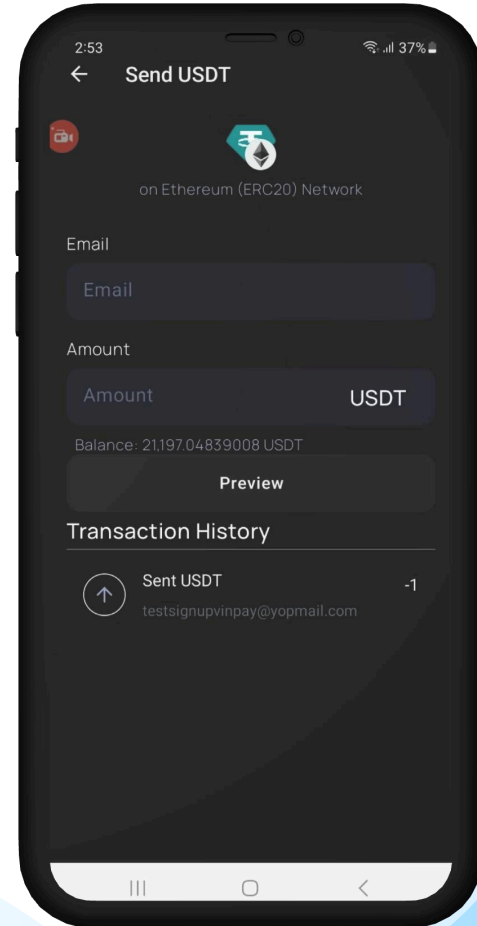 2:53
37%
Send USDT
on Ethereum (ERC20) Network
Email
Email
Amount
Amount
USDT
Balance: 21,197.04839008 USDT
Preview
Transaction History
Sent USDT
-1
testsignupvinpay@yopmail.com